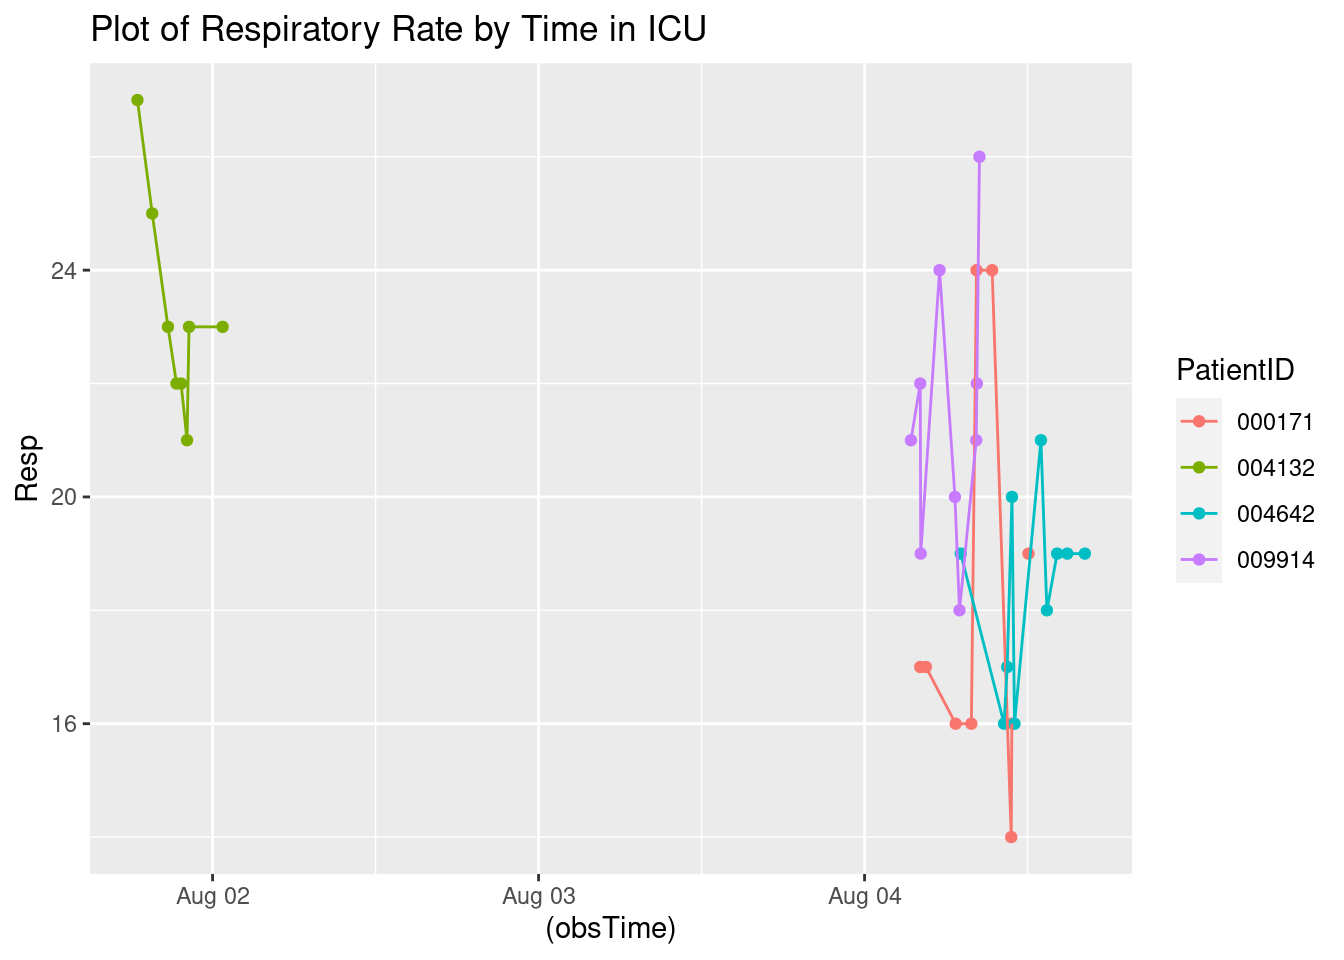 Plot of Respiratory Rate by Time in ICU
Resp
24
20
16
Aug 02
Aug 03
Aug 04
(obsTime)
PatientID
000171
004132
004642
009914